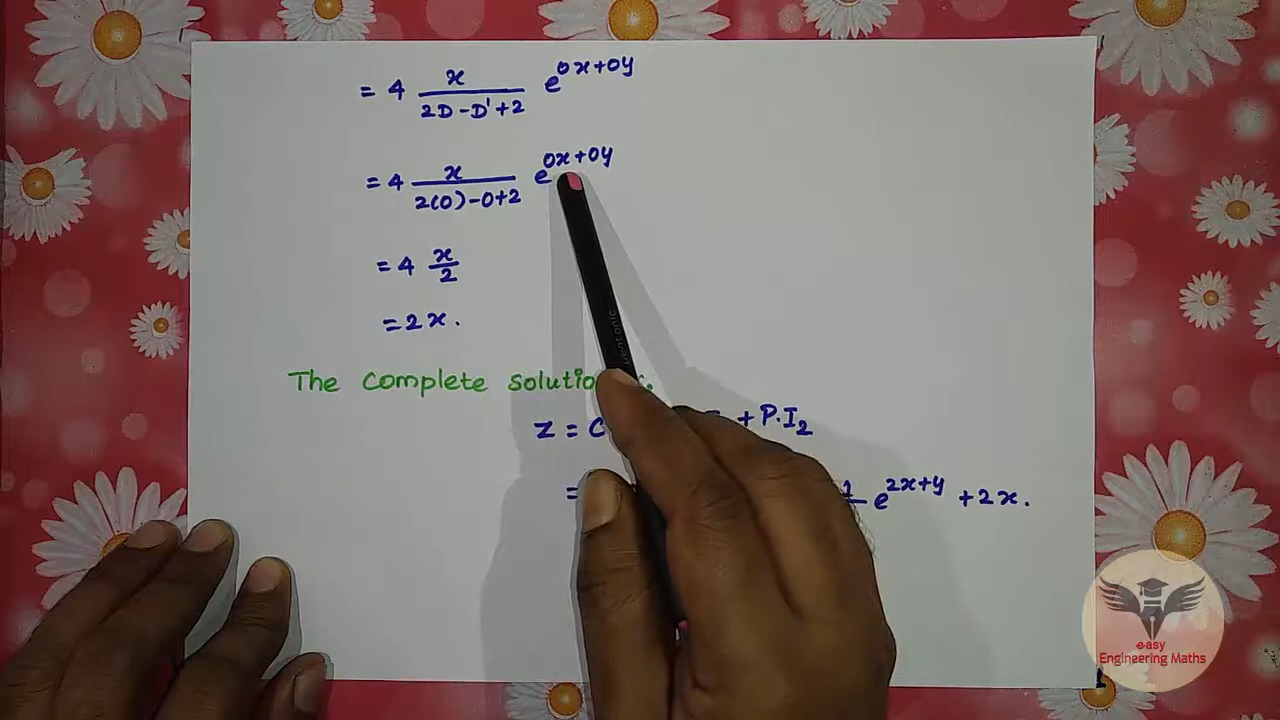 = 4 x/(2D-D'+2) e^(0x+0y)
= 4 x/(2(0)-0+2) e^(0x+0y)
= 4 x/2
= 2x.
The complete
z = + P.I₂
= e^(2x+y) + 2x.
easy
Engineering Maths